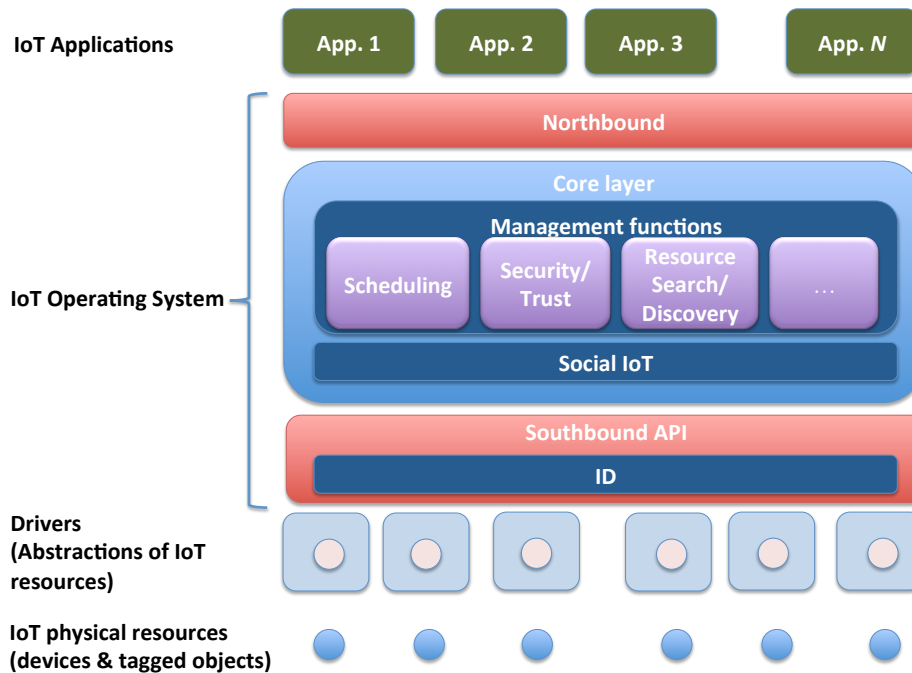 IoT Applications
App. 1
App. 2
App. 3
App. N
Northbound
Core layer
Management functions
Scheduling
Security/
Trust
Resource
Search/
Discovery
...
IoT Operating System
Social IoT
Southbound API
ID
Drivers
(Abstractions of IoT
resources)
IoT physical resources
(devices & tagged objects)